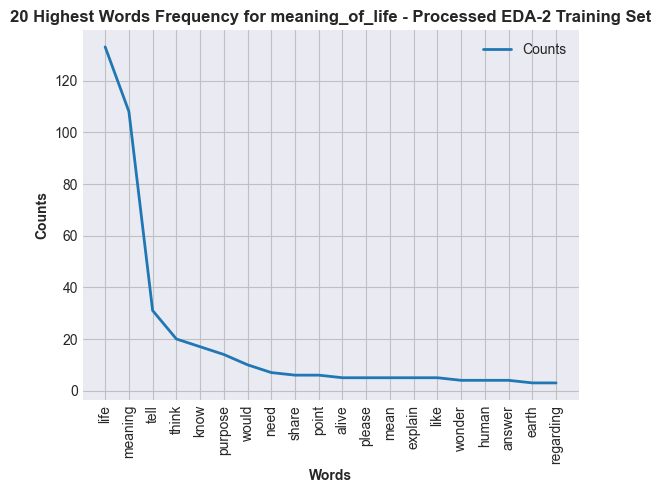 20 Highest Words Frequency for meaning_of_life - Processed EDA-2 Training Set
Counts
Counts
120
100
80
60
40
20
0
life
meaning
tell
think
know
purpose
would
need
share
point
alive
please
mean
explain
like
wonder
human
answer
earth
regarding
Words